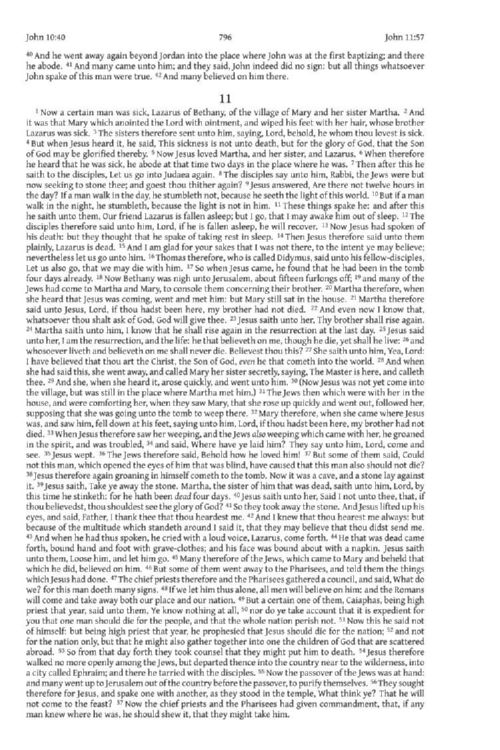 John 10:40 796 John 11:57
40 And he went away again beyond Jordan into the place where John was at the first baptizing; and there
he abode. 41 And many came unto him; and they said, John indeed did no sign: but all things whatsoever
John spake of this man were true. 42 And many believed on him there.
11
1 Now a certain man was sick, Lazarus of Bethany, of the village of Mary and her sister Martha. 2 And
it was that Mary which anointed the Lord with ointment, and wiped his feet with her hair, whose brother
Lazarus was sick. 3 The sisters therefore sent unto him, saying, Lord, behold, he whom thou lovest is sick.
4 But when Jesus heard it, he said, This sickness is not unto death, but for the glory of God, that the Son
of God may be glorified thereby. 5 Now Jesus loved Martha, and her sister, and Lazarus. 6 When therefore
he heard that he was sick, he abode at that time two days in the place where he was. 7 Then after this he
saith to the disciples, Let us go into Judaea again. 8 The disciples say unto him, Rabbi, the Jews were but
now seeking to stone thee; and goest thou thither again? 9 Jesus answered, Are there not twelve hours in
the day? If a man walk in the day, he stumbleth not, because he seeth the light of this world. 10 But if a man
walk in the night, he stumbleth, because the light is not in him. 11 These things spake he: and after this
he saith unto them, Our friend Lazarus is fallen asleep; but I go, that I may awake him out of sleep. 12 The
disciples therefore said unto him, Lord, if he is fallen asleep, he will recover. 13 Now Jesus had spoken of
his death: but they thought that he spake of taking rest in sleep. 14 Then Jesus therefore said unto them
plainly, Lazarus is dead. 15 And I am glad for your sakes that I was not there, to the intent ye may believe;
nevertheless let us go unto him. 16 Thomas therefore, who is called Didymus, said unto his fellow-disciples,
Let us also go, that we may die with him. 17 So when Jesus came, he found that he had been in the tomb
four days already. 18 Now Bethany was nigh unto Jerusalem, about fifteen furlongs off; 19 and many of the
Jews had come to Martha and Mary, to console them concerning their brother. 20 Martha therefore, when
she heard that Jesus was coming, went and met him: but Mary still sat in the house. 21 Martha therefore
said unto Jesus, Lord, if thou hadst been here, my brother had not died. 22 And even now I know that,
whatsoever thou shalt ask of God, God will give thee. 23 Jesus saith unto her, Thy brother shall rise again.
24 Martha saith unto him, I know that he shall rise again in the resurrection at the last day. 25 Jesus said
unto her, I am the resurrection, and the life: he that believeth on me, though he die, yet shall he live: 26 and
whosoever liveth and believeth on me shall never die. Believest thou this? 27 She saith unto him, Yea, Lord:
I have believed that thou art the Christ, the Son of God, even he that cometh into the world. 28 And when
she had said this, she went away, and called Mary her sister secretly, saying, The Master is here, and calleth
thee. 29 And she, when she heard it, arose quickly, and went unto him. 30 (Now Jesus was not yet come into
the village, but was still in the place where Martha met him.) 31 The Jews then which were with her in the
house, and were comforting her, when they saw Mary, that she rose up quickly and went out, followed her,
supposing that she was going unto the tomb to weep there. 32 Mary therefore, when she came where Jesus
was, and saw him, fell down at his feet, saying unto him, Lord, if thou hadst been here, my brother had not
died. 33 When Jesus therefore saw her weeping, and the Jews also weeping which came with her, he groaned
in the spirit, and was troubled, 34 and said, Where have ye laid him? They say unto him, Lord, come and
see. 35 Jesus wept. 36 The Jews therefore said, Behold how he loved him! 37 But some of them said, Could
not this man, which opened the eyes of him that was blind, have caused that this man also should not die?
38 Jesus therefore again groaning in himself cometh to the tomb. Now it was a cave, and a stone lay against
it. 39 Jesus saith, Take ye away the stone. Martha, the sister of him that was dead, saith unto him, Lord, by
this time he stinketh: for he hath been dead four days. 40 Jesus saith unto her, Said I not unto thee, that, if
thou believedst, thou shouldest see the glory of God? 41 So they took away the stone. And Jesus lifted up his
eyes, and said, Father, I thank thee that thou heardest me. 42 And I knew that thou hearest me always: but
because of the multitude which standeth around I said it, that they may believe that thou didst send me.
43 And when he had thus spoken, he cried with a loud voice, Lazarus, come forth. 44 He that was dead came
forth, bound hand and foot with grave-clothes; and his face was bound about with a napkin. Jesus saith
unto them, Loose him, and let him go. 45 Many therefore of the Jews, which came to Mary and beheld that
which he did, believed on him. 46 But some of them went away to the Pharisees, and told them the things
which Jesus had done. 47 The chief priests therefore and the Pharisees gathered a council, and said, What do
we? for this man doeth many signs. 48 If we let him thus alone, all men will believe on him: and the Romans
will come and take away both our place and our nation. 49 But a certain one of them, Caiaphas, being high
priest that year, said unto them, Ye know nothing at all, 50 nor do ye take account that it is expedient for
you that one man should die for the people, and that the whole nation perish not. 51 Now this he said not
of himself: but being high priest that year, he prophesied that Jesus should die for the nation; 52 and not
for the nation only, but that he might also gather together into one the children of God that are scattered
abroad. 53 So from that day forth they took counsel that they might put him to death. 54 Jesus therefore
walked no more openly among the Jews, but departed thence into the country near to the wilderness, into
a city called Ephraim; and there he tarried with the disciples. 55 Now the passover of the Jews was at hand:
and many went up to Jerusalem out of the country before the passover, to purify themselves. 56 They sought
therefore for Jesus, and spake one with another, as they stood in the temple, What think ye? That he will
not come to the feast? 57 Now the chief priests and the Pharisees had given commandment, that, if any
man knew where he was, he should shew it, that they might take him.